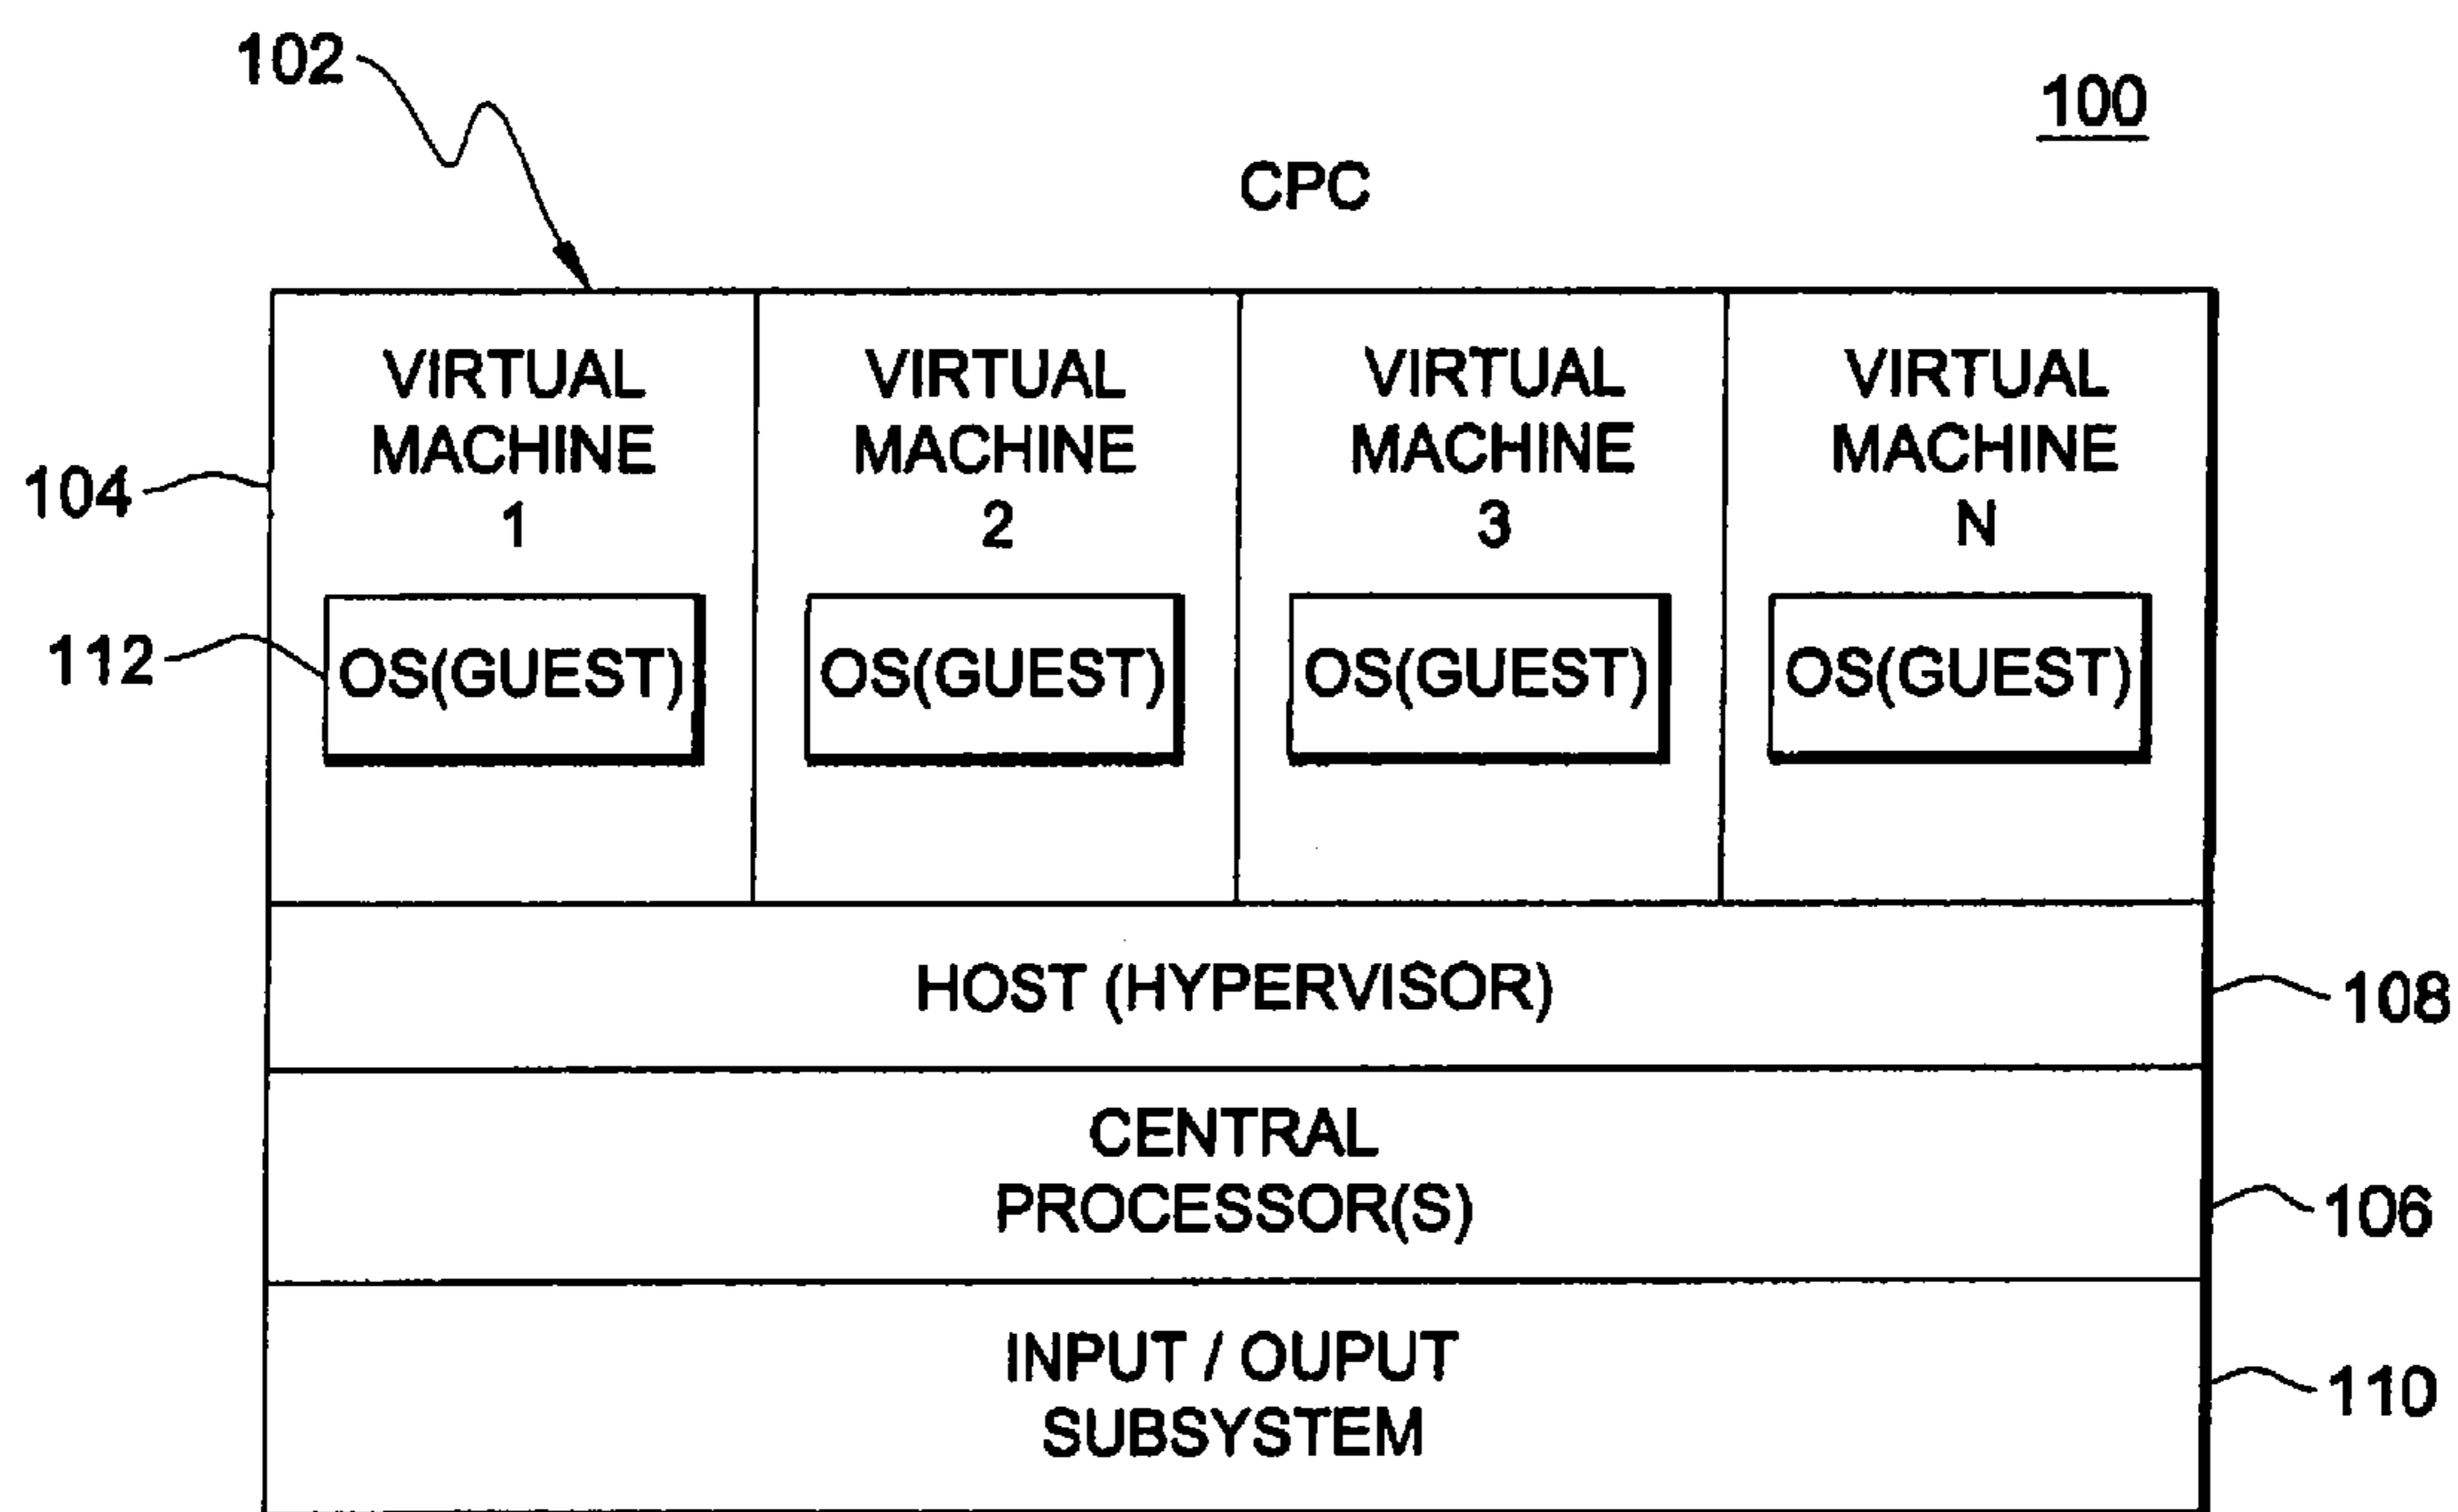 102
100
CPC
VIRTUAL
MACHINE
1
VIRTUAL
MACHINE
2
VIRTUAL
MACHINE
3
VIRTUAL
MACHINE
N
104
112
OS(GUEST)
OS(GUEST)
OS(GUEST)
OS(GUEST)
HOST (HYPERVISOR)
108
CENTRAL
PROCESSOR(S)
106
INPUT / OUPUT
SUBSYSTEM
110